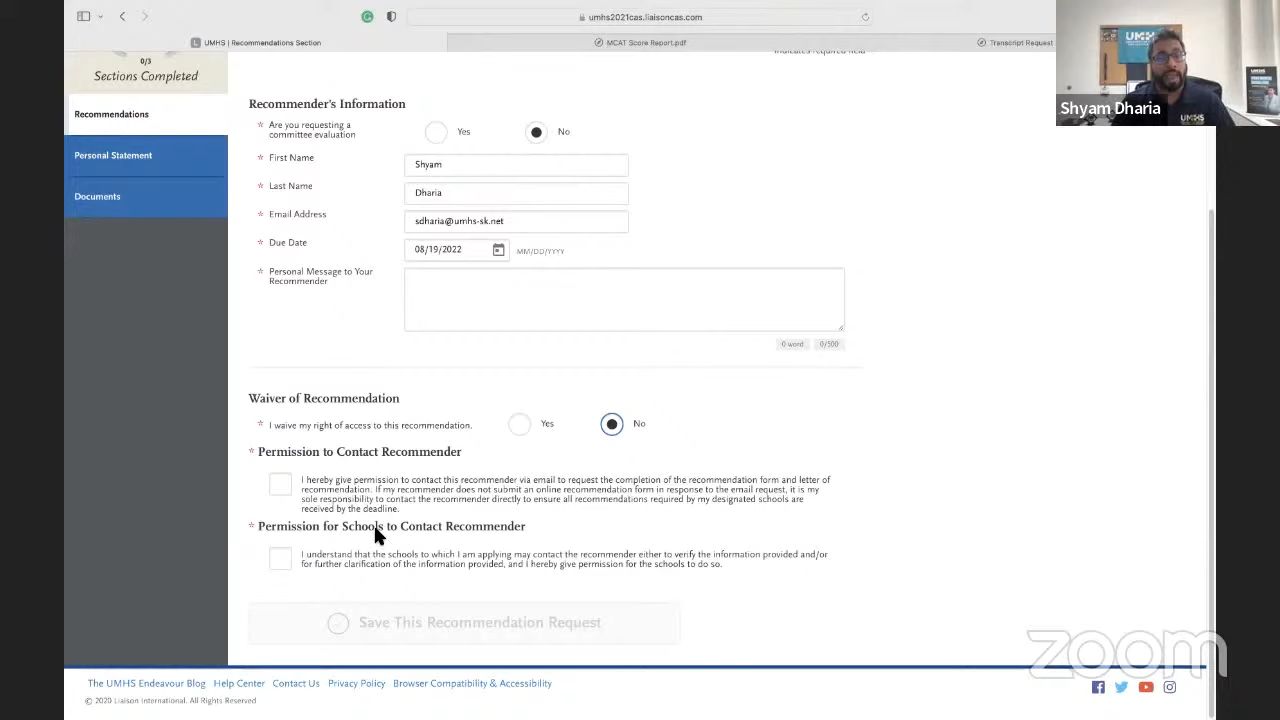 umhs2021cas.liaisoncas.com
UMHS | Recommendations Section
MCAT Score Report.pdf
Transcript Request
0/3
Sections Completed
Recommendations
Personal Statement
Documents
Indicates required field
UMHS
Shyam Dharia
UMHS
Recommender's Information
* Are you requesting a
committee evaluation
Yes
No
* First Name
Shyam
* Last Name
Dharia
* Email Address
sdharia@umhs-sk.net
* Due Date
08/19/2022
MM/DD/YYYY
* Personal Message to Your
Recommender
0 word
0/500
Waiver of Recommendation
* I waive my right of access to this recommendation.
Yes
No
* Permission to Contact Recommender
I hereby give permission to contact this recommender via email to request the completion of the recommendation form and letter of
recommendation. If my recommender does not submit an online recommendation form in response to the email request, it is my
sole responsibility to contact the recommender directly to ensure all recommendations required by my designated schools are
received by the deadline.
* Permission for Schools to Contact Recommender
I understand that the schools to which I am applying may contact the recommender either to verify the information provided and/or
for further clarification of the information provided, and I hereby give permission for the schools to do so.
Save This Recommendation Request
zoom
The UMHS Endeavour Blog Help Center Contact Us Privacy Policy Browser Compatibility & Accessibility
© 2020 Liaison International. All Rights Reserved